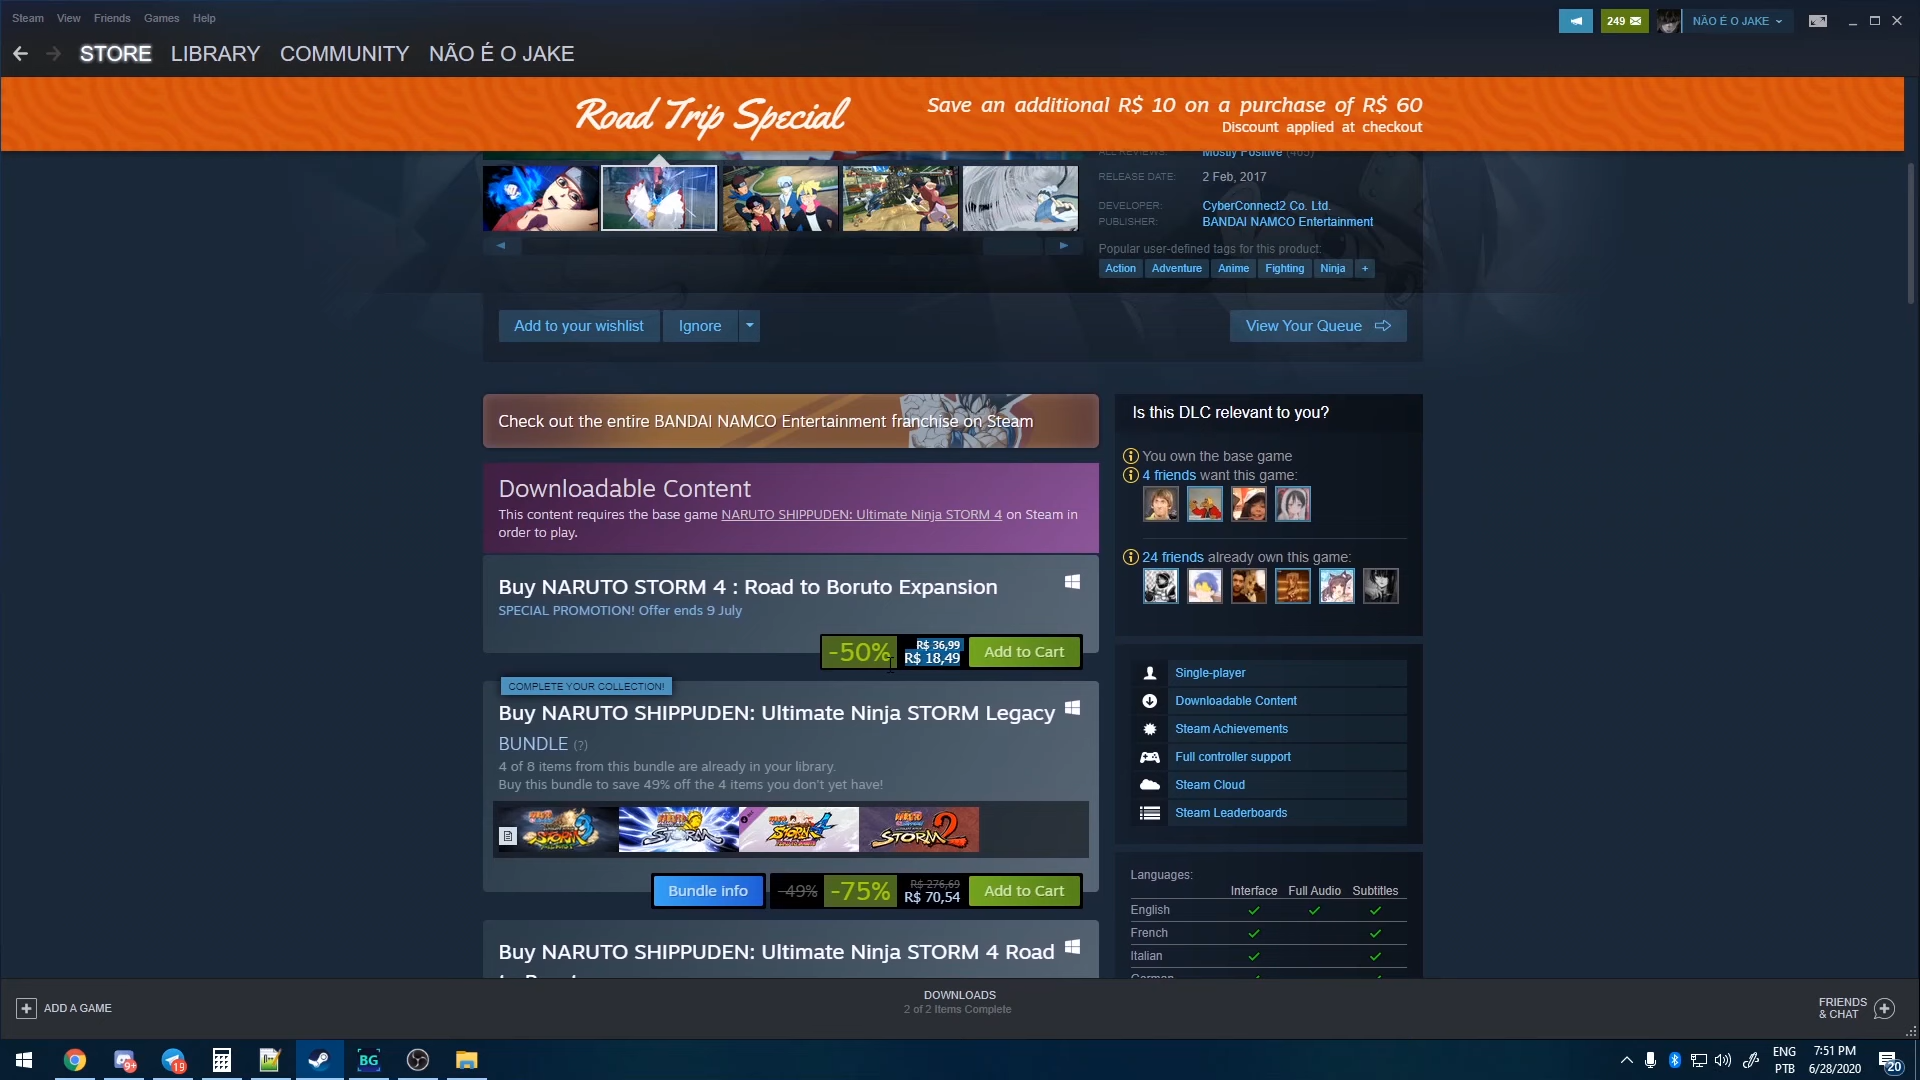 Steam View Friends Games Help
249
NÃO É O JAKE
STORE LIBRARY COMMUNITY NÃO É O JAKE
Road Trip Special
Save an additional R$ 10 on a purchase of R$ 60
Discount applied at checkout
ALL REVIEWS: Mostly Positive (465)
RELEASE DATE: 2 Feb, 2017
DEVELOPER: CyberConnect2 Co. Ltd.
PUBLISHER: BANDAI NAMCO Entertainment
Popular user-defined tags for this product:
Action Adventure Anime Fighting Ninja +
Add to your wishlist Ignore
View Your Queue
Check out the entire BANDAI NAMCO Entertainment franchise on Steam
Downloadable Content
This content requires the base game NARUTO SHIPPUDEN: Ultimate Ninja STORM 4 on Steam in
order to play.
Buy NARUTO STORM 4 : Road to Boruto Expansion
SPECIAL PROMOTION! Offer ends 9 July
-50% R$ 36,99
R$ 18,49
Add to Cart
COMPLETE YOUR COLLECTION!
Buy NARUTO SHIPPUDEN: Ultimate Ninja STORM Legacy
BUNDLE (?)
4 of 8 items from this bundle are already in your library.
Buy this bundle to save 49% off the 4 items you don't yet have!
STORM 2
Bundle info -49% -75% R$ 276,69
R$ 70,54
Add to Cart
Buy NARUTO SHIPPUDEN: Ultimate Ninja STORM 4 Road
Is this DLC relevant to you?
You own the base game
4 friends want this game:
24 friends already own this game:
Single-player
Downloadable Content
Steam Achievements
Full controller support
Steam Cloud
Steam Leaderboards
Languages:
Interface Full Audio Subtitles
English
French
Italian
German
ADD A GAME
DOWNLOADS
2 of 2 Items Complete
FRIENDS
& CHAT
9+
19
BG
ENG
PTB
7:51 PM
6/28/2020
20